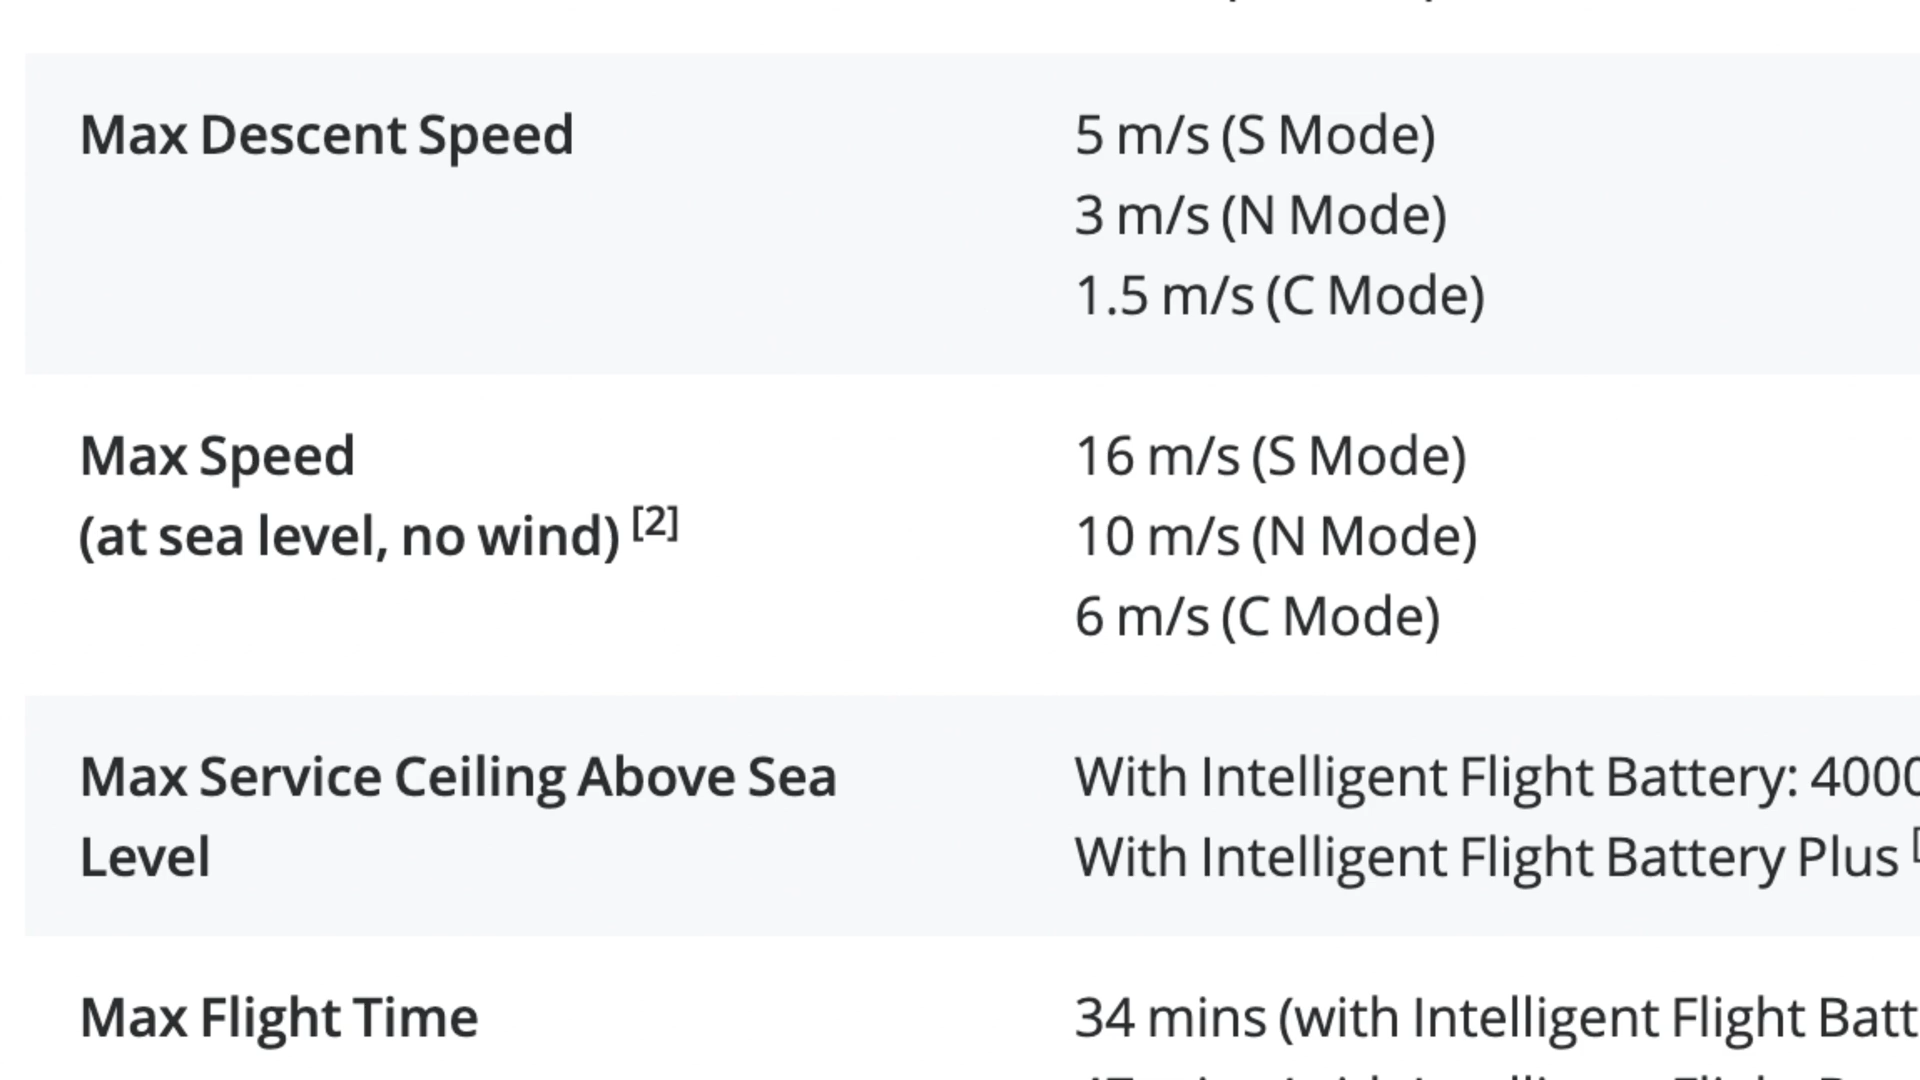 Max Descent Speed
5 m/s (S Mode)
3 m/s (N Mode)
1.5 m/s (C Mode)
Max Speed
(at sea level, no wind) [2]
16 m/s (S Mode)
10 m/s (N Mode)
6 m/s (C Mode)
Max Service Ceiling Above Sea
Level
With Intelligent Flight Battery: 4000
With Intelligent Flight Battery Plus
Max Flight Time
34 mins (with Intelligent Flight Batt